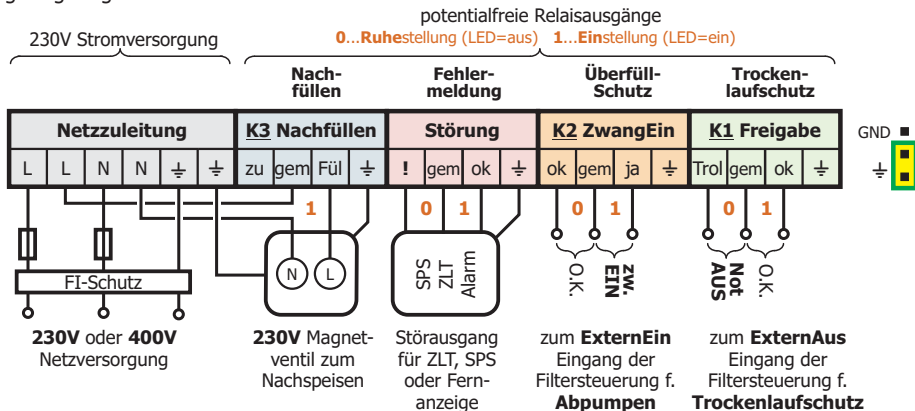 potentialfreie Relaisausgänge
230V Stromversorgung
0...Ruhestellung (LED=aus) 1...Einstellung (LED=ein)
Nach-
füllen
Fehler-
meldung
Überfüll-
Schutz
Trocken-
laufschutz
Netzzuleitung K3 Nachfüllen Störung K2 ZwangEin K1 Freigabe
GND
L L N N ⏚ zu gem Fül ⏚ ! gem ok ⏚ ok gem ja ⏚ Trol gem ok ⏚
⏚
1 0 1 0 1 0 1
N L
SPS
ZLT
Alarm
O.K.
zw.
EIN
Not
AUS
O.K.
FI-Schutz
230V oder 400V
Netzversorgung
230V Magnet-
ventil zum
Nachspeisen
Störausgang
für ZLT, SPS
oder Fern-
anzeige
zum ExternEin
Eingang der
Filtersteuerung f.
Abpumpen
zum ExternAus
Eingang der
Filtersteuerung f.
Trockenlaufschutz